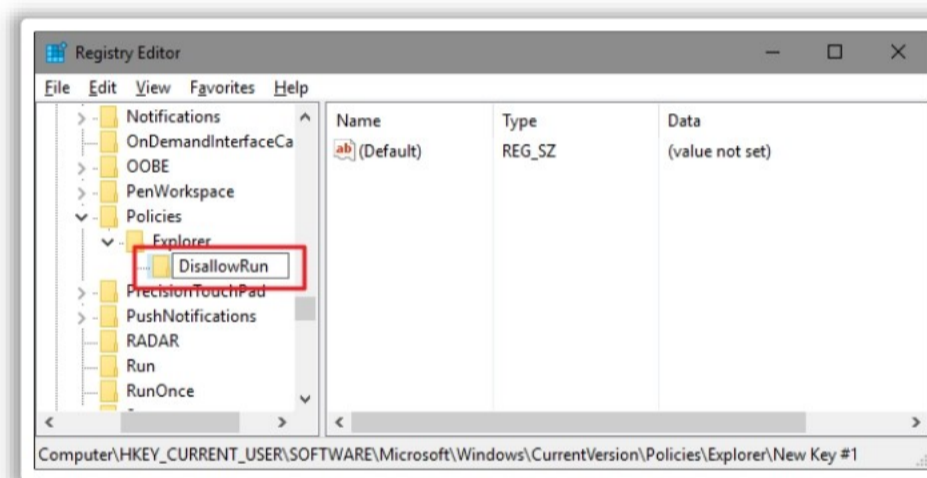 Registry Editor
File Edit View Favorites Help
Notifications
OnDemandInterfaceCa
OOBE
PenWorkspace
Policies
Explorer
DisallowRun
PrecisionTouchPad
PushNotifications
RADAR
Run
RunOnce
Name Type Data
ab (Default) REG_SZ (value not set)
Computer\HKEY_CURRENT_USER\SOFTWARE\Microsoft\Windows\CurrentVersion\Policies\Explorer\New Key #1